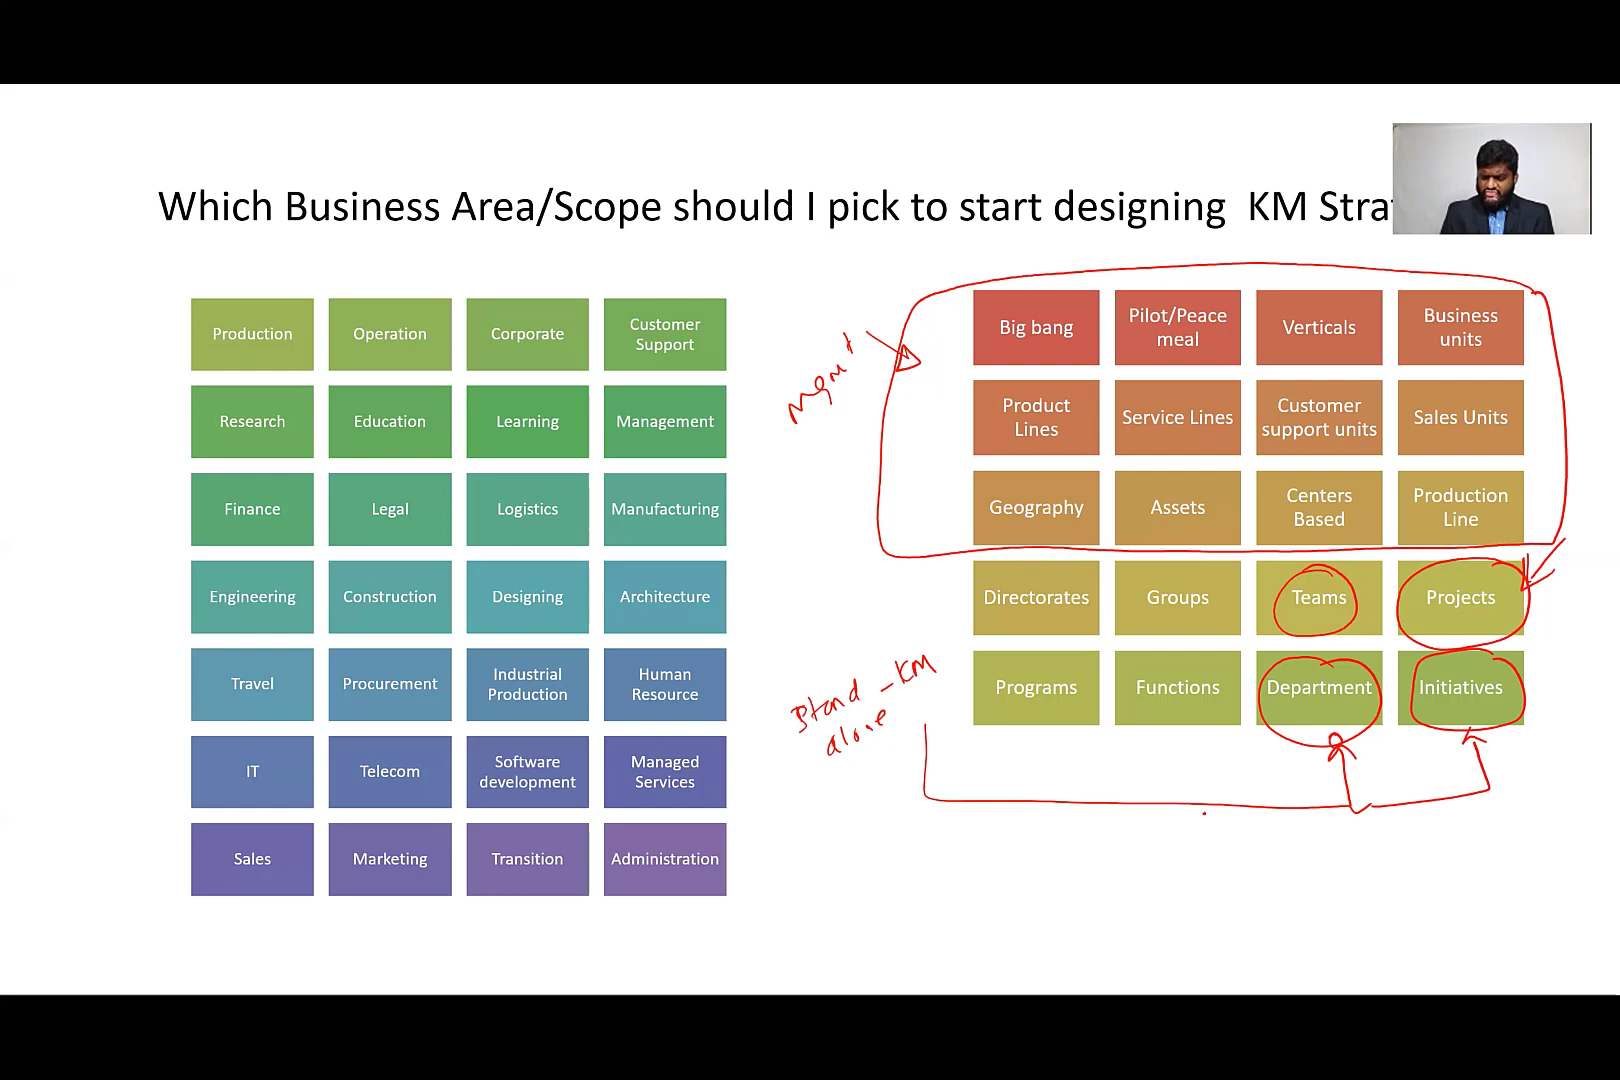 Which Business Area/Scope should I pick to start designing KM Strat
Production
Operation
Corporate
Customer
Support
Research
Education
Learning
Management
Finance
Legal
Logistics
Manufacturing
Engineering
Construction
Designing
Architecture
Travel
Procurement
Industrial
Production
Human
Resource
IT
Telecom
Software
development
Managed
Services
Sales
Marketing
Transition
Administration
Mgmt
Big bang
Pilot/Peace
meal
Verticals
Business
units
Product
Lines
Service Lines
Customer
support units
Sales Units
Geography
Assets
Centers
Based
Production
Line
Directorates
Groups
Teams
Projects
Programs
Functions
Department
Initiatives
Stand - KM
alone